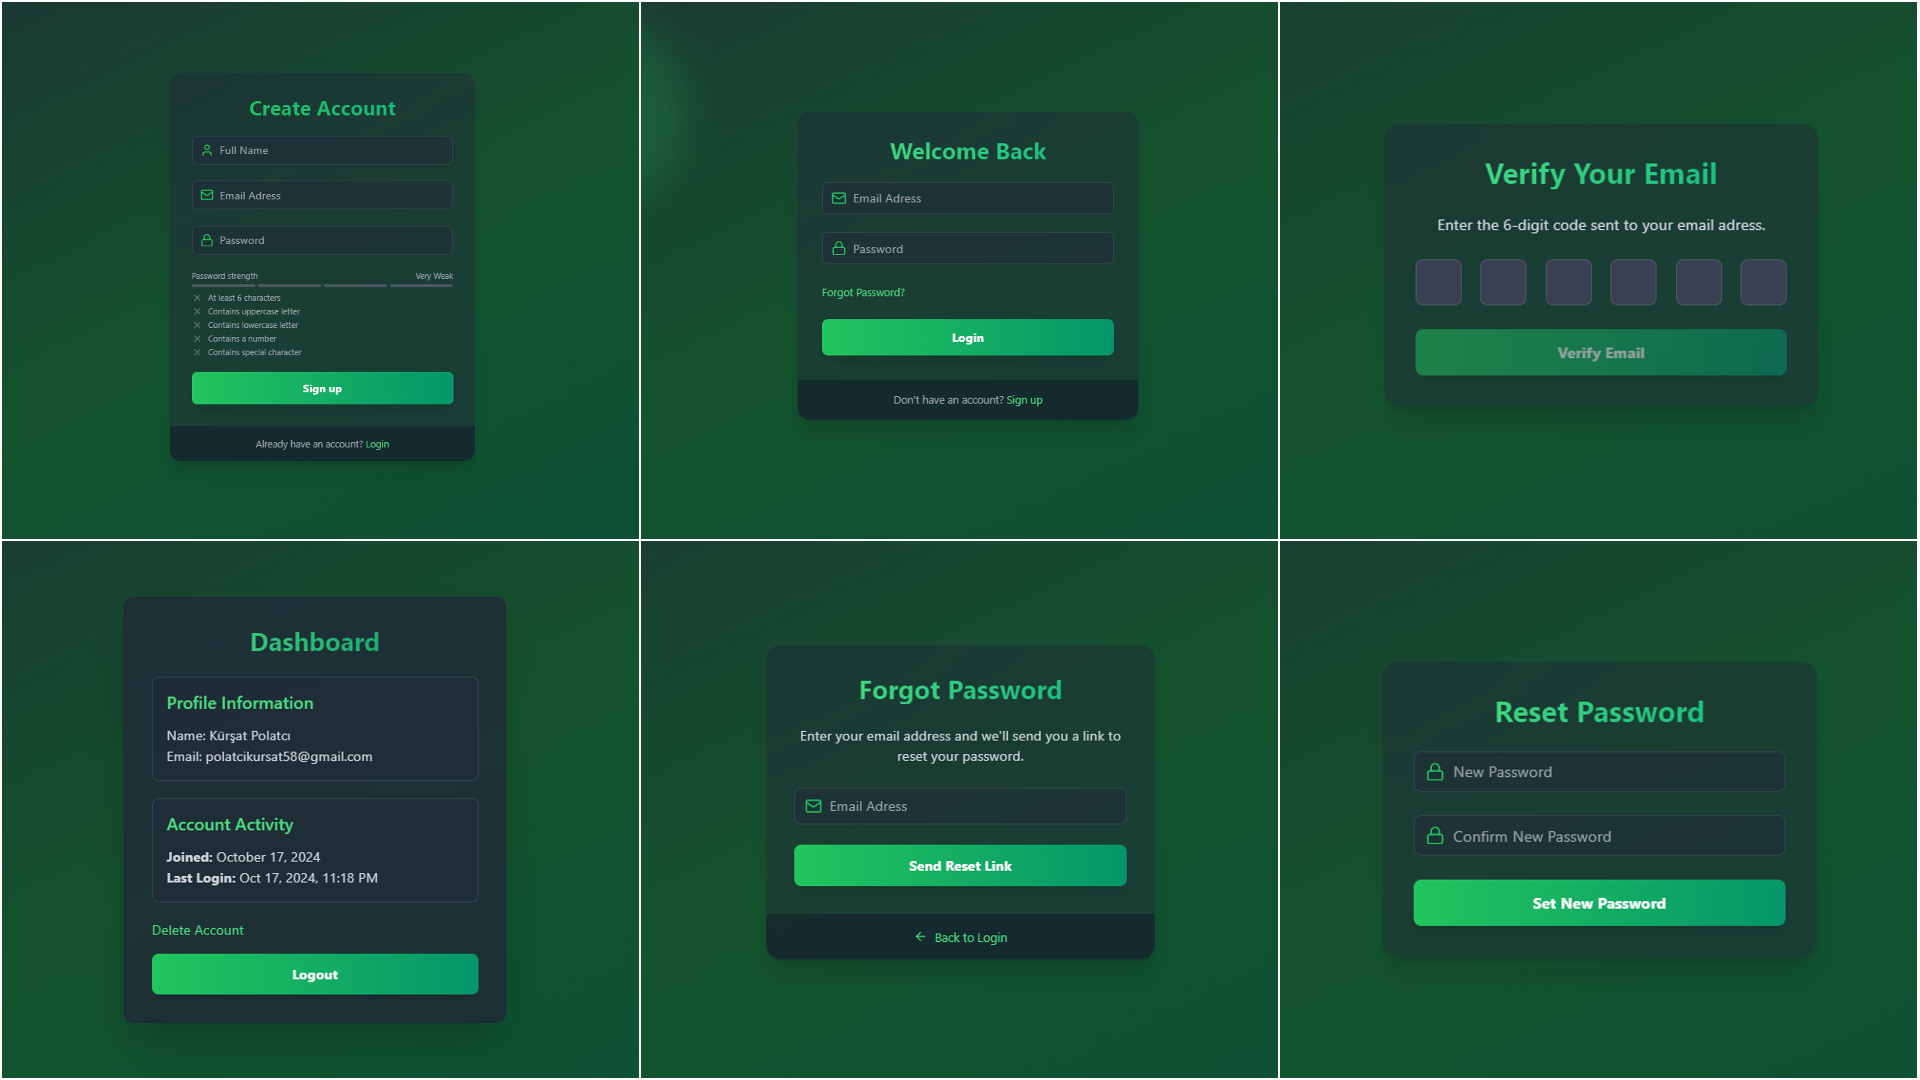 Create Account
Full Name
Email Adress
Password
Password strength
Very Weak
At least 6 characters
Contains uppercase letter
Contains lowercase letter
Contains a number
Contains special character
Sign up
Already have an account? Login
Welcome Back
Email Adress
Password
Forgot Password?
Login
Don't have an account? Sign up
Verify Your Email
Enter the 6-digit code sent to your email adress.
Verify Email
Dashboard
Profile Information
Name: Kürşat Polatcı
Email: polatcikursat58@gmail.com
Account Activity
Joined: October 17, 2024
Last Login: Oct 17, 2024, 11:18 PM
Delete Account
Logout
Forgot Password
Enter your email address and we'll send you a link to
reset your password.
Email Adress
Send Reset Link
Back to Login
Reset Password
New Password
Confirm New Password
Set New Password